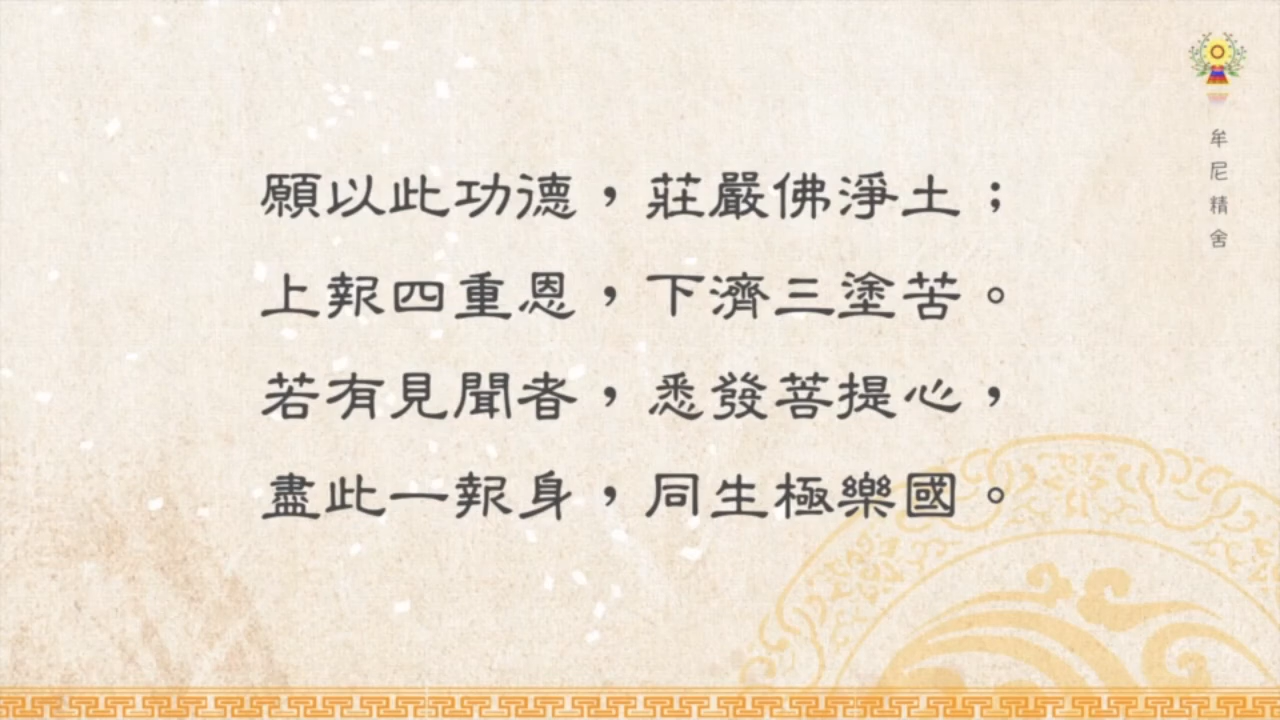 願以此功德，莊嚴佛淨土；
上報四重恩，下濟三塗苦。
若有見聞者，悉發菩提心，
盡此一報身，同生極樂國。
牟尼精舍